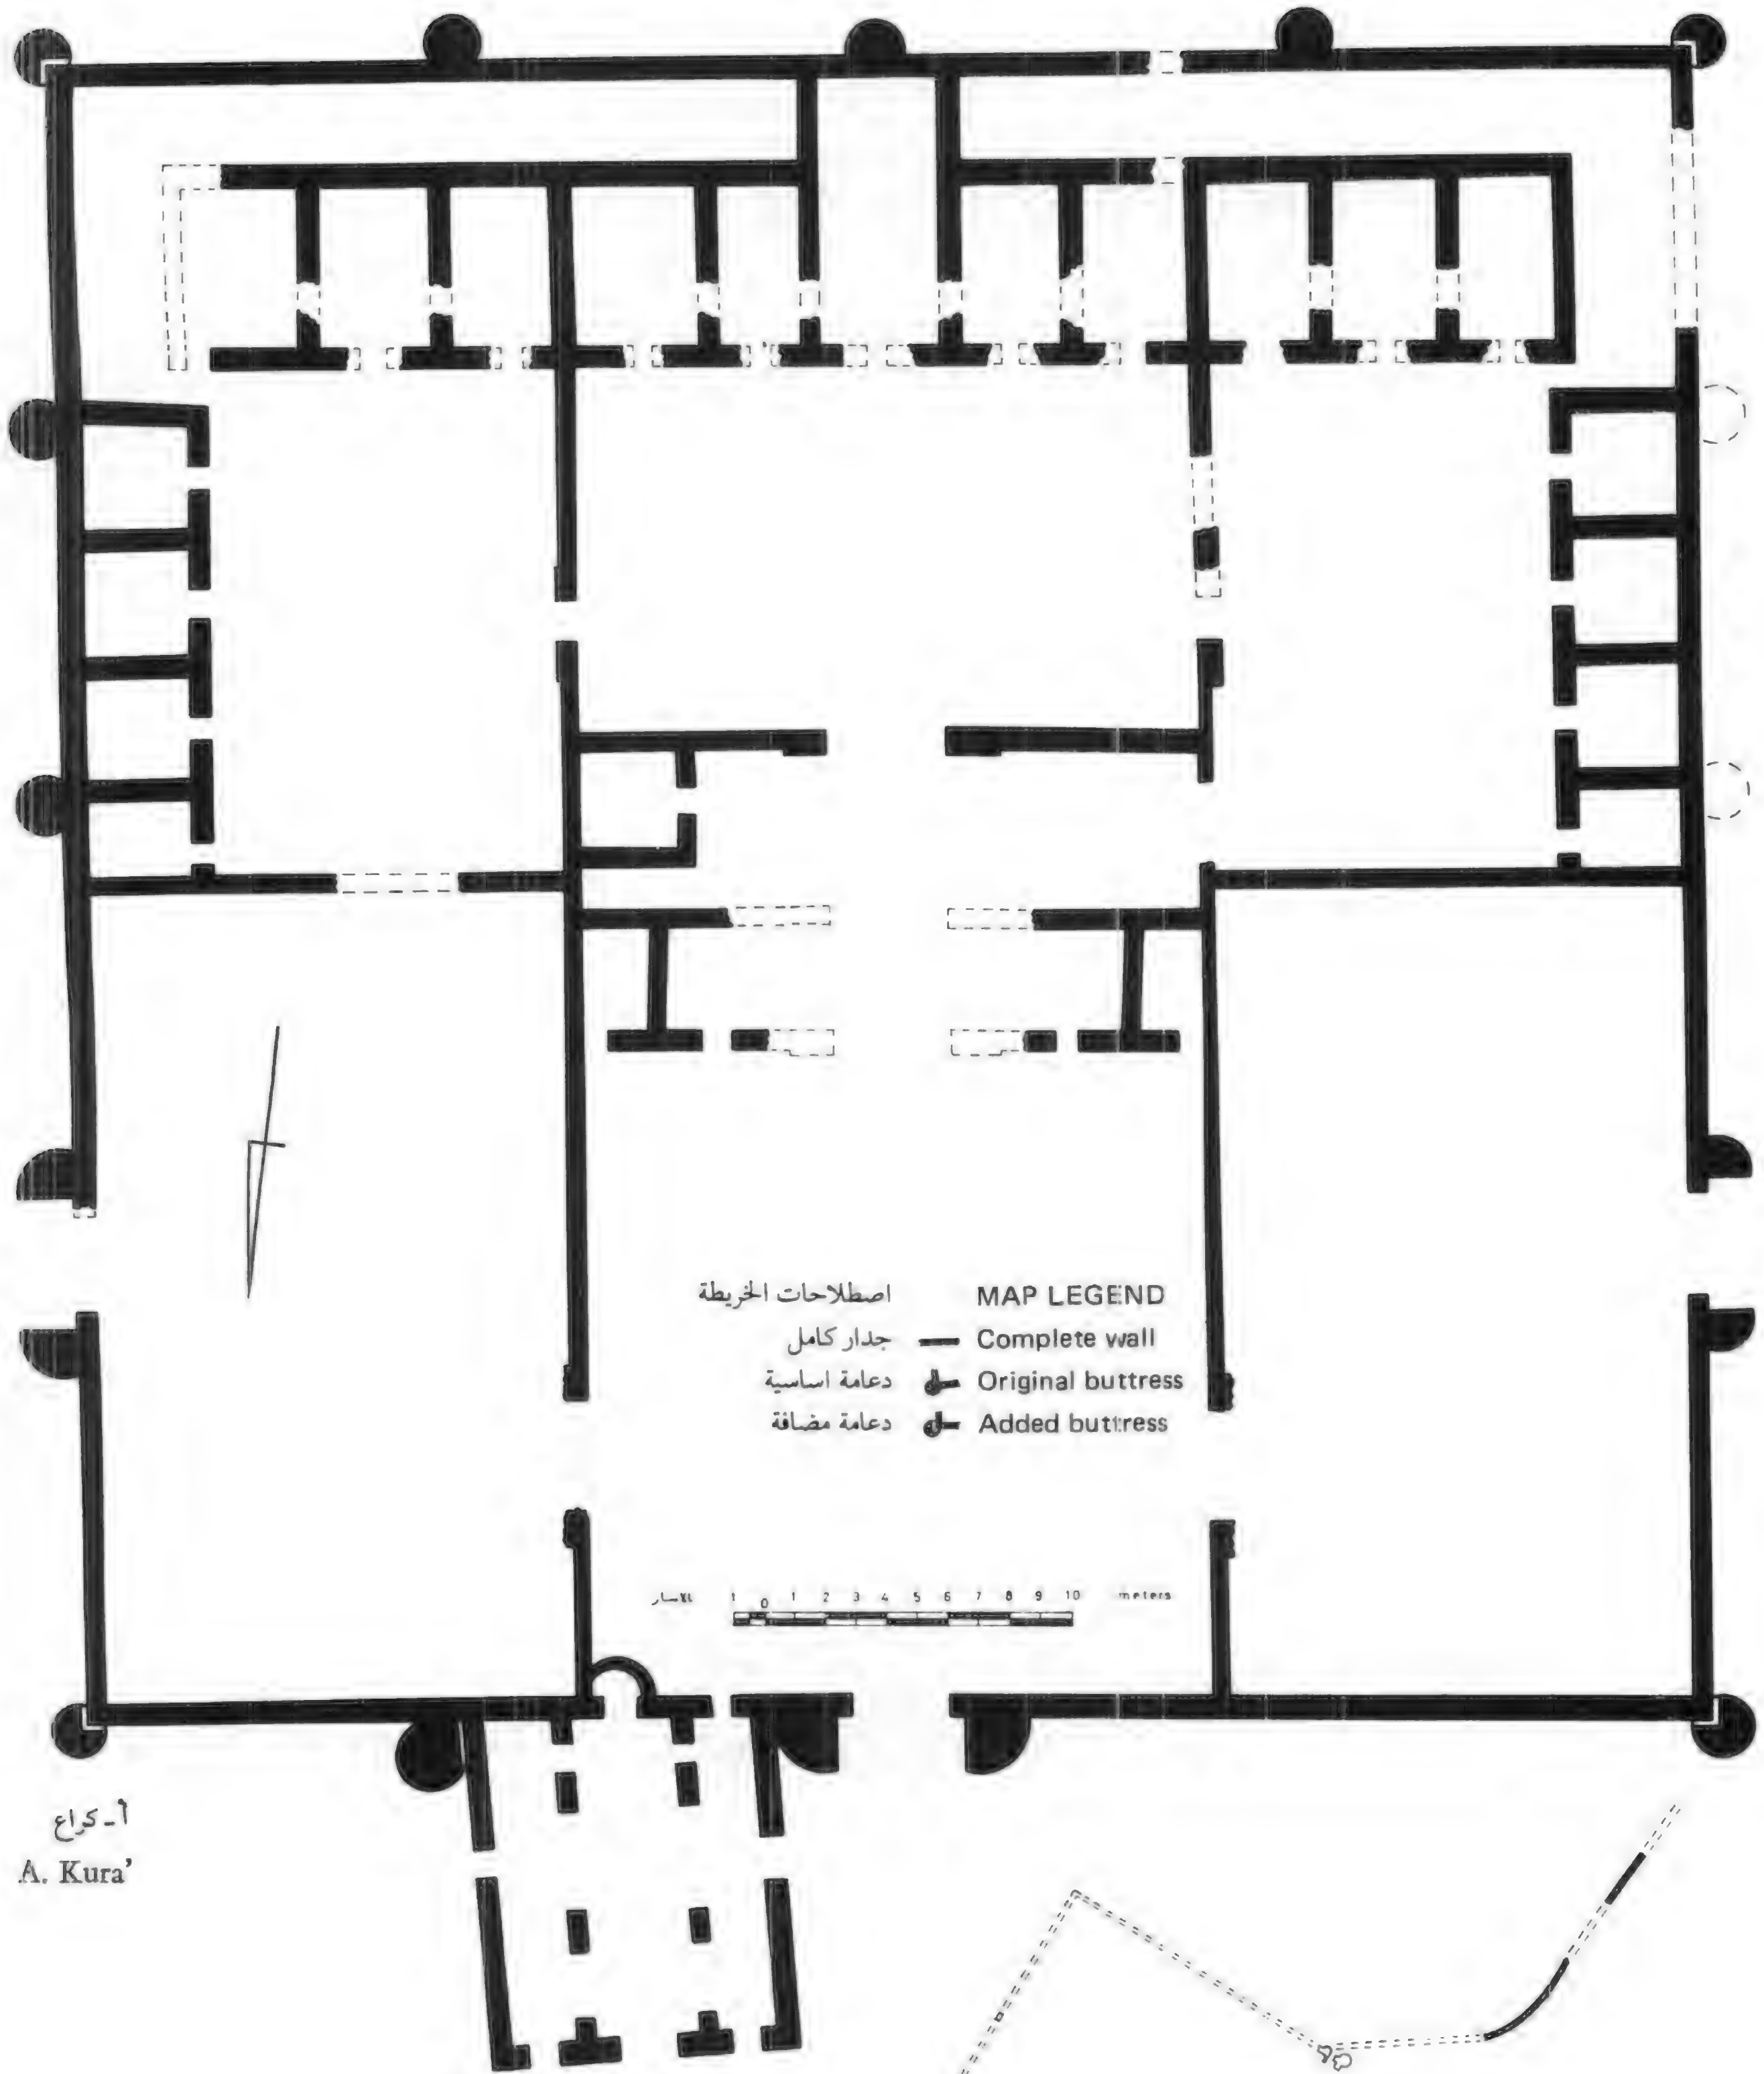 اصطلاحات الخريطة MAP LEGEND
جدار كامل Complete wall
دعامة اساسية Original buttress
دعامة مضافة Added buttress
1 0 1 2 3 4 5 6 7 8 9 10 meters
أ - كراع
A. Kura’